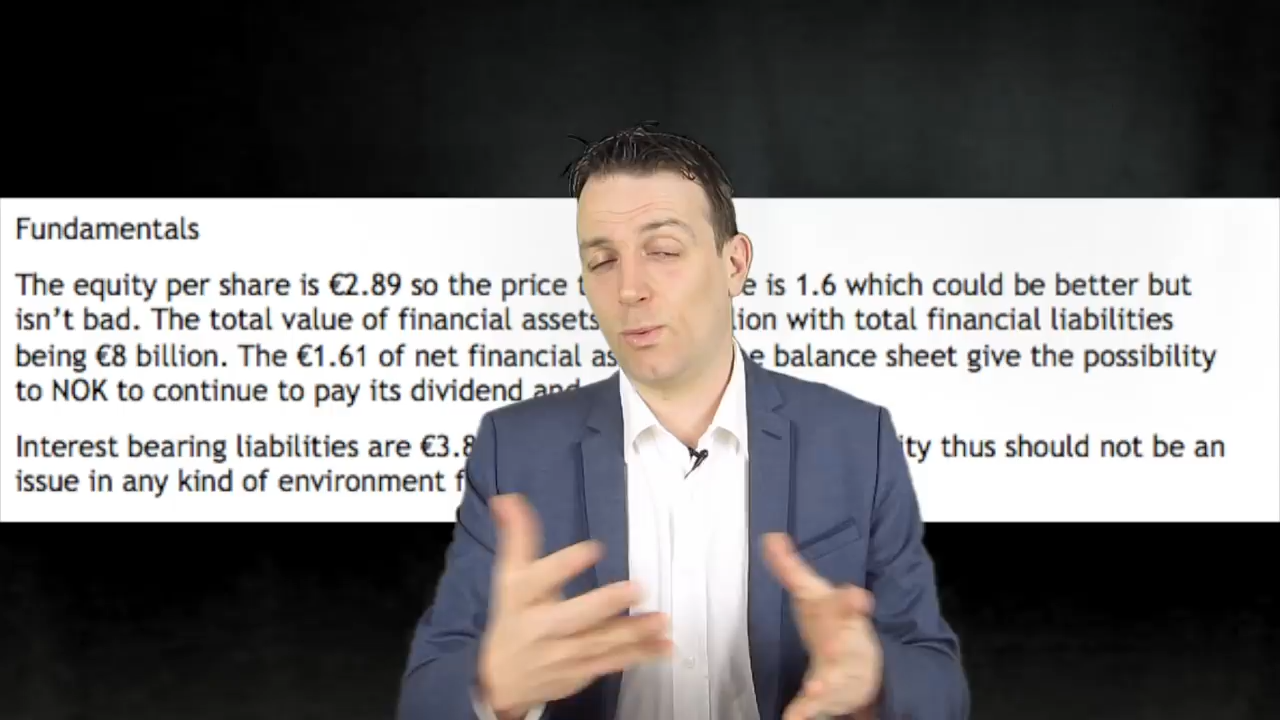 Fundamentals
The equity per share is €2.89 so the price is 1.6 which could be better but
isn't bad. The total value of financial assets with total financial liabilities
being €8 billion. The €1.61 of net financial balance sheet give the possibility
to NOK to continue to pay its dividend and
Interest bearing liabilities are thus should not be an
issue in any kind of environment